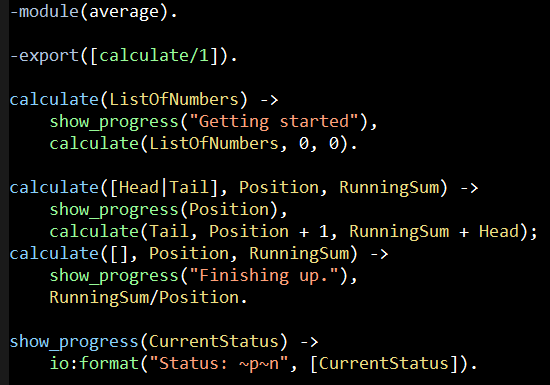 -module(average).
-export([calculate/1]).
calculate(ListOfNumbers) ->
    show_progress("Getting started"),
    calculate(ListOfNumbers, 0, 0).
calculate([Head|Tail], Position, RunningSum) ->
    show_progress(Position),
    calculate(Tail, Position + 1, RunningSum + Head);
calculate([], Position, RunningSum) ->
    show_progress("Finishing up."),
    RunningSum/Position.
show_progress(CurrentStatus) ->
    io:format("Status: ~p~n", [CurrentStatus]).